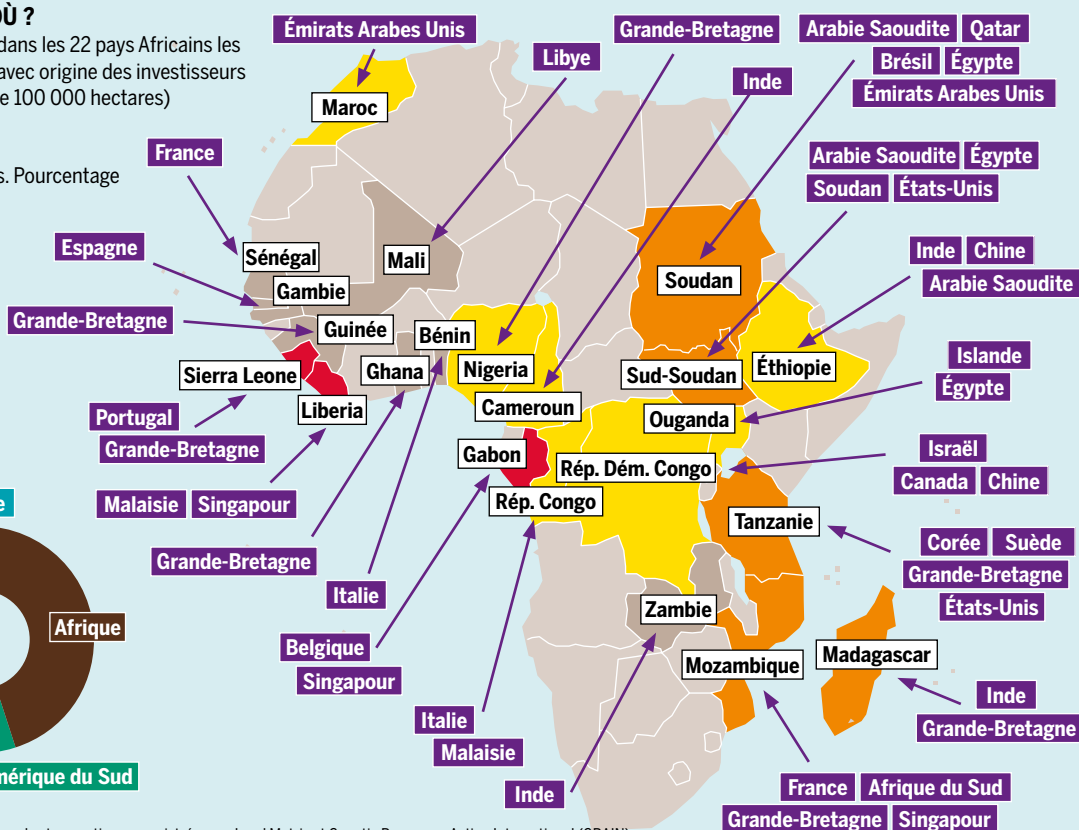 OÙ ?
dans les 22 pays Africains les
avec origine des investisseurs
e 100 000 hectares)
s. Pourcentage
Émirats Arabes Unis
Maroc
Libye
Grande-Bretagne
Inde
Arabie Saoudite Qatar
Brésil Égypte
Émirats Arabes Unis
Arabie Saoudite Égypte
Soudan États-Unis
France
Espagne
Grande-Bretagne
Sénégal
Gambie
Mali
Guinée
Bénin
Ghana
Sierra Leone
Liberia
Nigeria
Cameroun
Soudan
Sud-Soudan
Éthiopie
Inde Chine
Arabie Saoudite
Islande
Égypte
Ouganda
Gabon
Rép. Dém. Congo
Rép. Congo
Israël
Canada Chine
Tanzanie
Corée Suède
Grande-Bretagne
États-Unis
Portugal
Grande-Bretagne
Malaisie Singapour
Grande-Bretagne
Italie
Belgique
Singapour
Italie
Malaisie
Inde
Zambie
Mozambique
Madagascar
Inde
Grande-Bretagne
France Afrique du Sud
Grande-Bretagne Singapour
e
Afrique
mérique du Sud